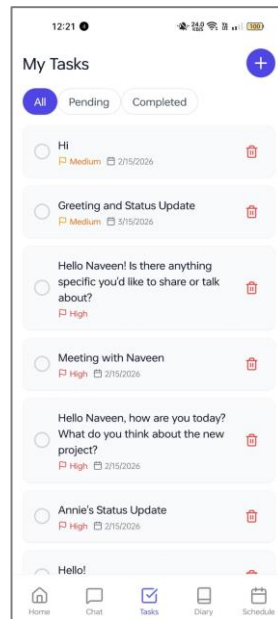 12:21
My Tasks
All Pending Completed
Hi
Medium 2/15/2026
Greeting and Status Update
Medium 3/15/2026
Hello Naveen! Is there anything
specific you'd like to share or talk
about?
High
Meeting with Naveen
High 2/15/2026
Hello Naveen, how are you today?
What do you think about the new
project?
High 2/15/2026
Annie's Status Update
High 2/15/2026
Hello!
Home Chat Tasks Diary Schedule